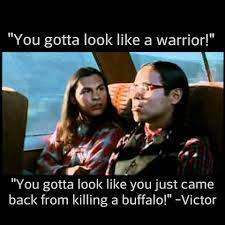 "You gotta look like a warrior!"
"You gotta look like you just came
back from killing a buffalo!" -Victor